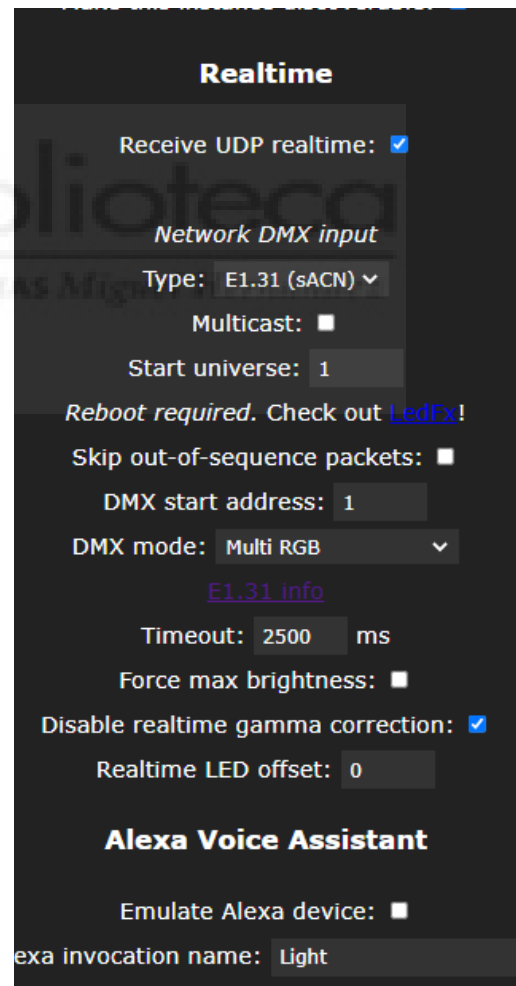 Realtime
Receive UDP realtime:
Network DMX input
Type: E1.31 (sACN)
Multicast:
Start universe: 1
Reboot required. Check out LedFx!
Skip out-of-sequence packets:
DMX start address: 1
DMX mode: Multi RGB
E1.31 info
Timeout: 2500 ms
Force max brightness:
Disable realtime gamma correction:
Realtime LED offset: 0
Alexa Voice Assistant
Emulate Alexa device:
exa invocation name: Light